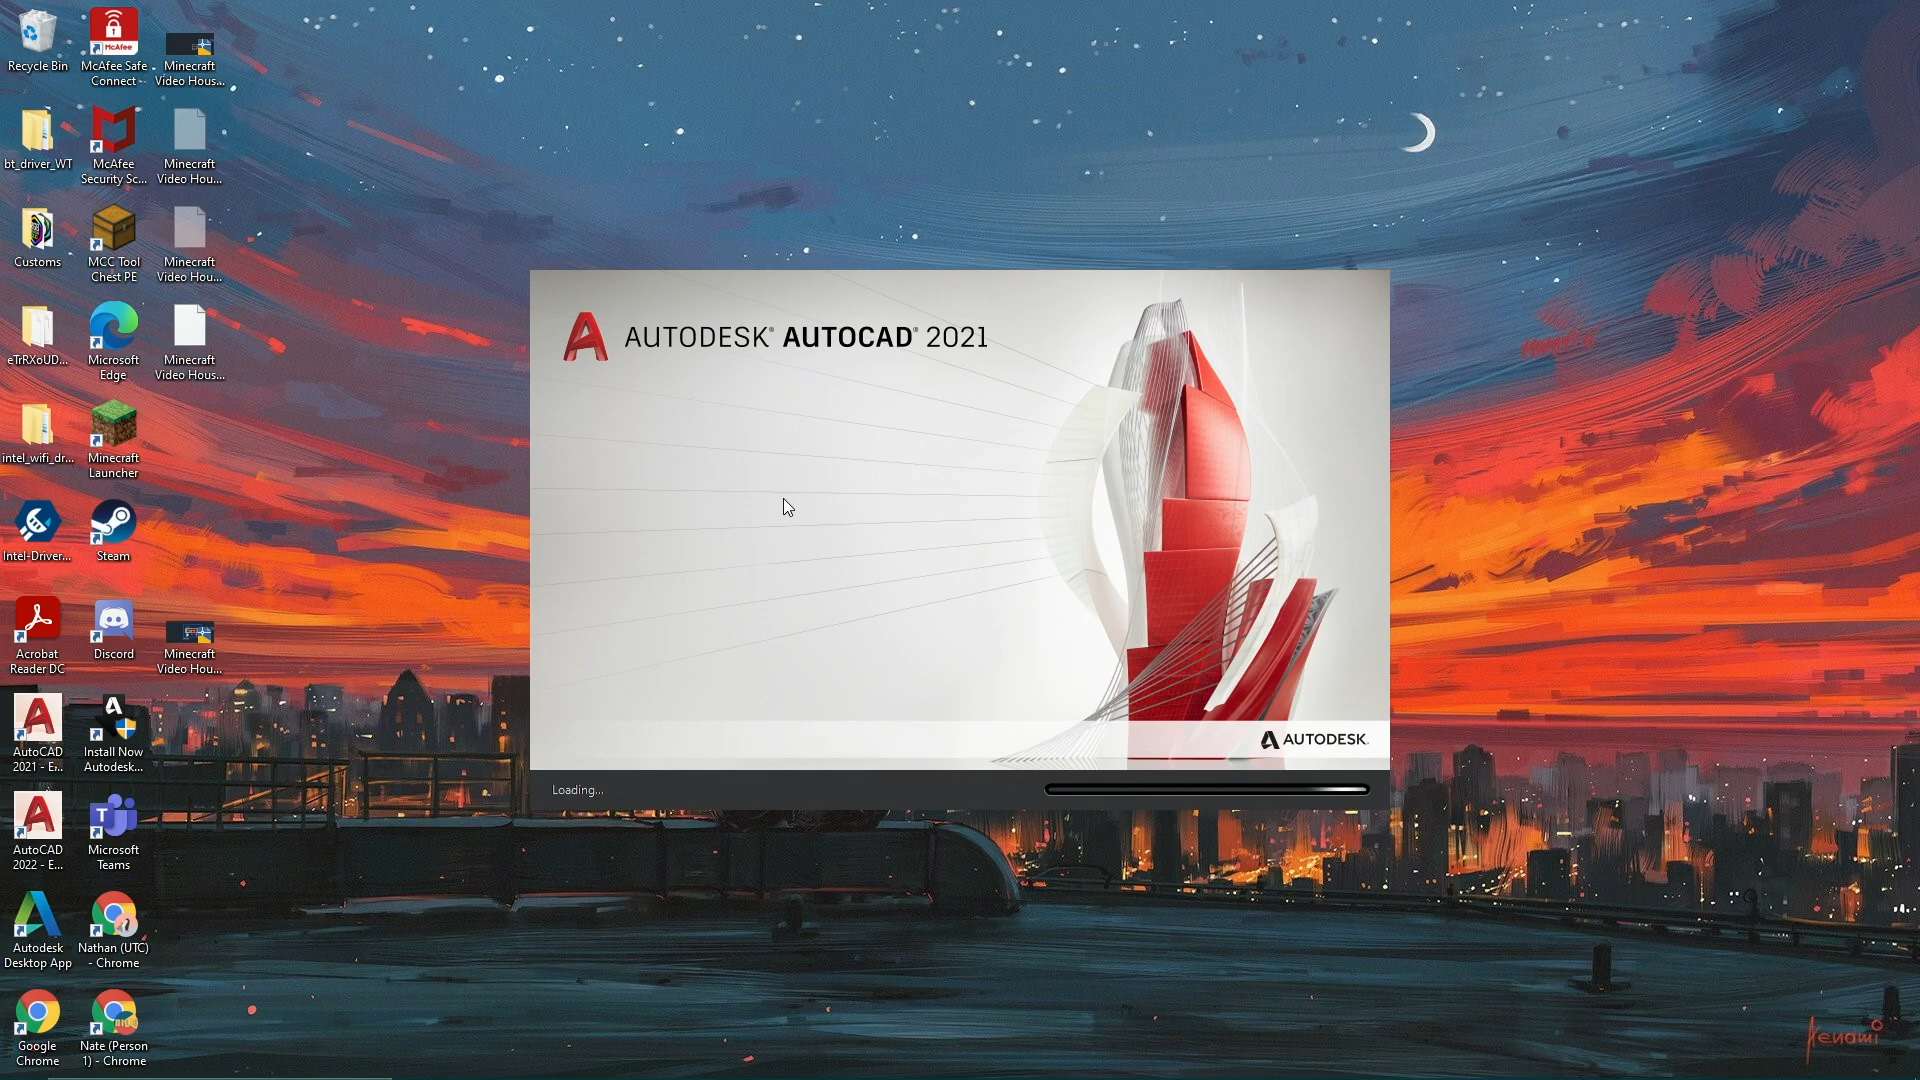 Recycle Bin
McAfee Safe
Connect
McAfee
Minecraft
Video Hous...
bt_driver_WT
McAfee
Security Sc...
Minecraft
Video Hou...
Customs
MCC Tool
Chest PE
Minecraft
Video Hou...
eTrRXoUD...
Microsoft
Edge
Minecraft
Video Hous...
intel_wifi_dr...
Minecraft
Launcher
Intel-Driver...
Steam
Acrobat
Reader DC
Discord
Minecraft
Video Hou...
AutoCAD
2021 - E...
Install Now
Autodesk...
AutoCAD
2022 - E...
Microsoft
Teams
Autodesk
Desktop App
Nathan (UTC)
- Chrome
Google
Chrome
Nate (Person
1) - Chrome
AUTODESK® AUTOCAD® 2021
AUTODESK.
Loading...
Aenami